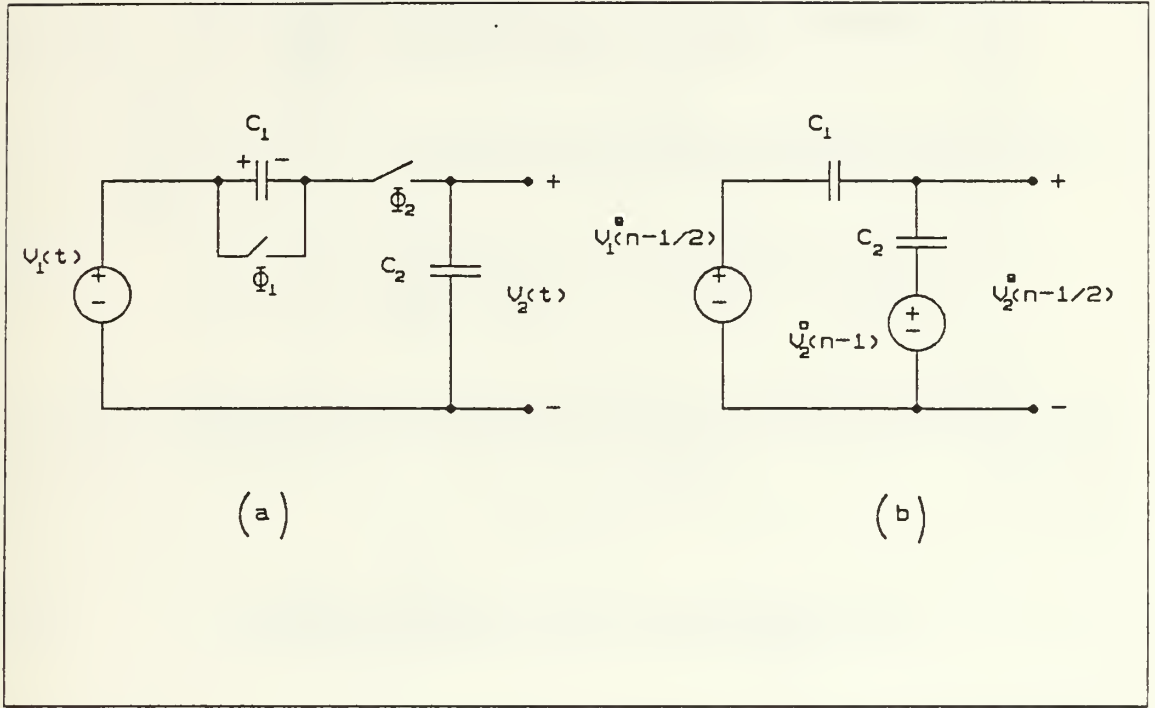 C₁
+ -
Φ₂
Φ₁
V₁(t)
+
-
C₂
+
V₂(t)
-
(a)
C₁
V₁(n-1/2)
+
-
C₂
+
-
V₂(n-1)
+
V₂(n-1/2)
-
(b)